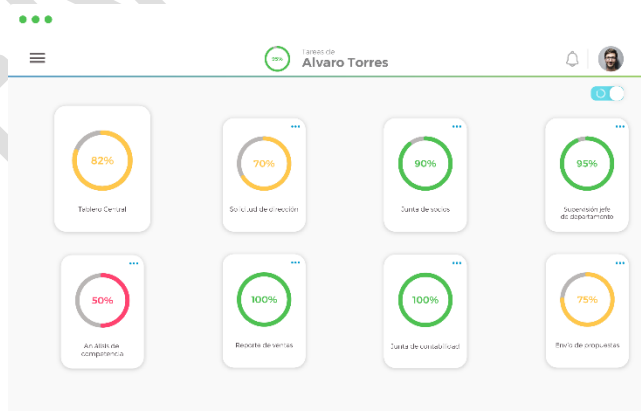 Tareas de
95%
Alvaro Torres
82%
70%
90%
95%
Tablero Central
Solicitud de dirección
Junta de socios
Supervisión jefe
de departamento
50%
100%
100%
75%
Análisis de
competencia
Reporte de ventas
Junta de contabilidad
Envío de propuestas